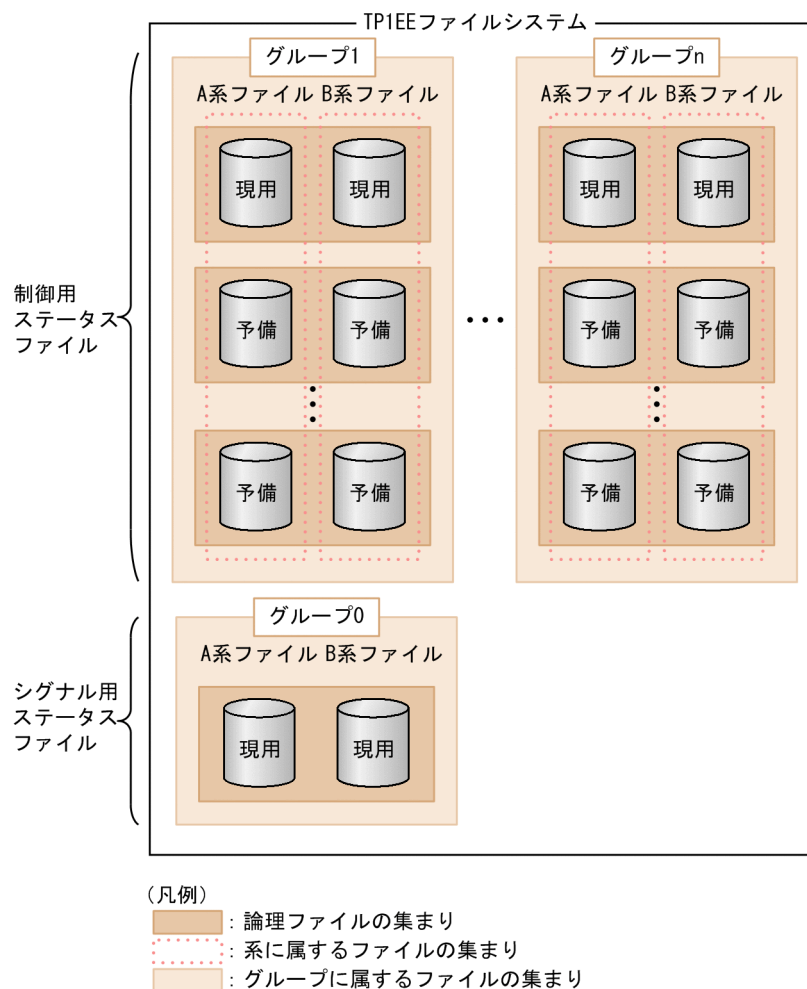 TP1EEファイルシステム
グループ1
グループn
A系ファイル B系ファイル
A系ファイル B系ファイル
現用
現用
現用
現用
制御用
ステータス
ファイル
予備
予備
…
予備
予備
予備
予備
予備
予備
グループ0
A系ファイル B系ファイル
シグナル用
ステータス
ファイル
現用
現用
(凡例)
：論理ファイルの集まり
：系に属するファイルの集まり
：グループに属するファイルの集まり